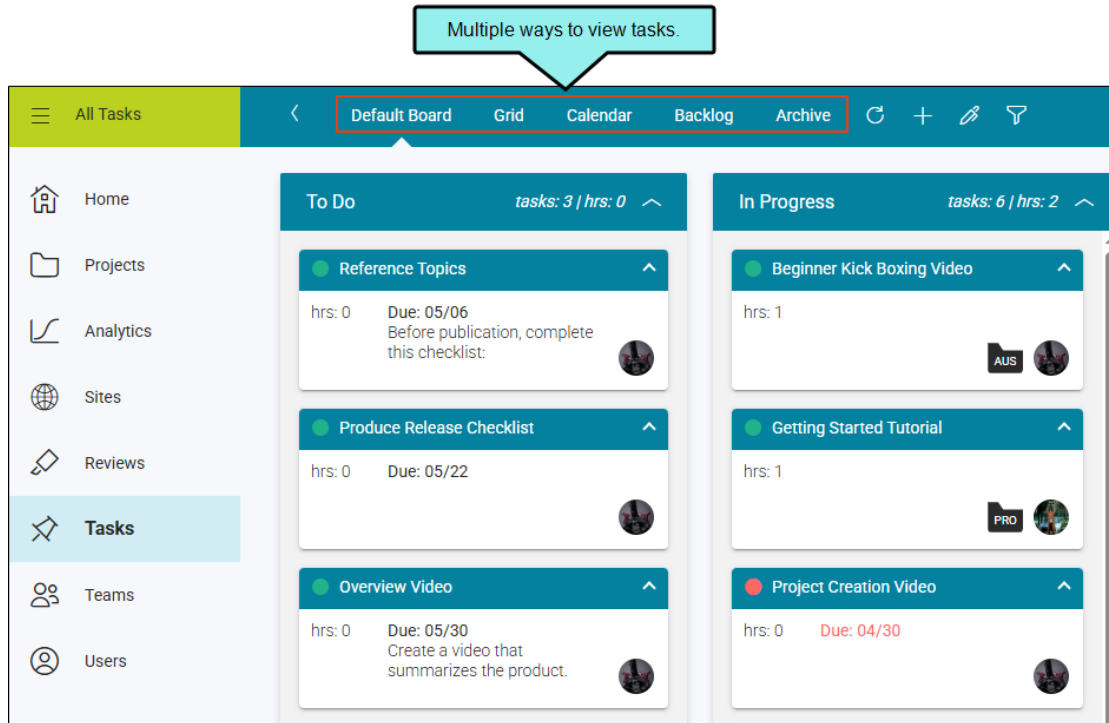 Multiple ways to view tasks.
All Tasks
Default Board Grid Calendar Backlog Archive
Home
Projects
Analytics
Sites
Reviews
Tasks
Teams
Users
To Do tasks: 3 | hrs: 0
Reference Topics
hrs: 0 Due: 05/06
Before publication, complete
this checklist:
Produce Release Checklist
hrs: 0 Due: 05/22
Overview Video
hrs: 0 Due: 05/30
Create a video that
summarizes the product.
In Progress tasks: 6 | hrs: 2
Beginner Kick Boxing Video
hrs: 1
AUS
Getting Started Tutorial
hrs: 1
PRO
Project Creation Video
hrs: 0 Due: 04/30